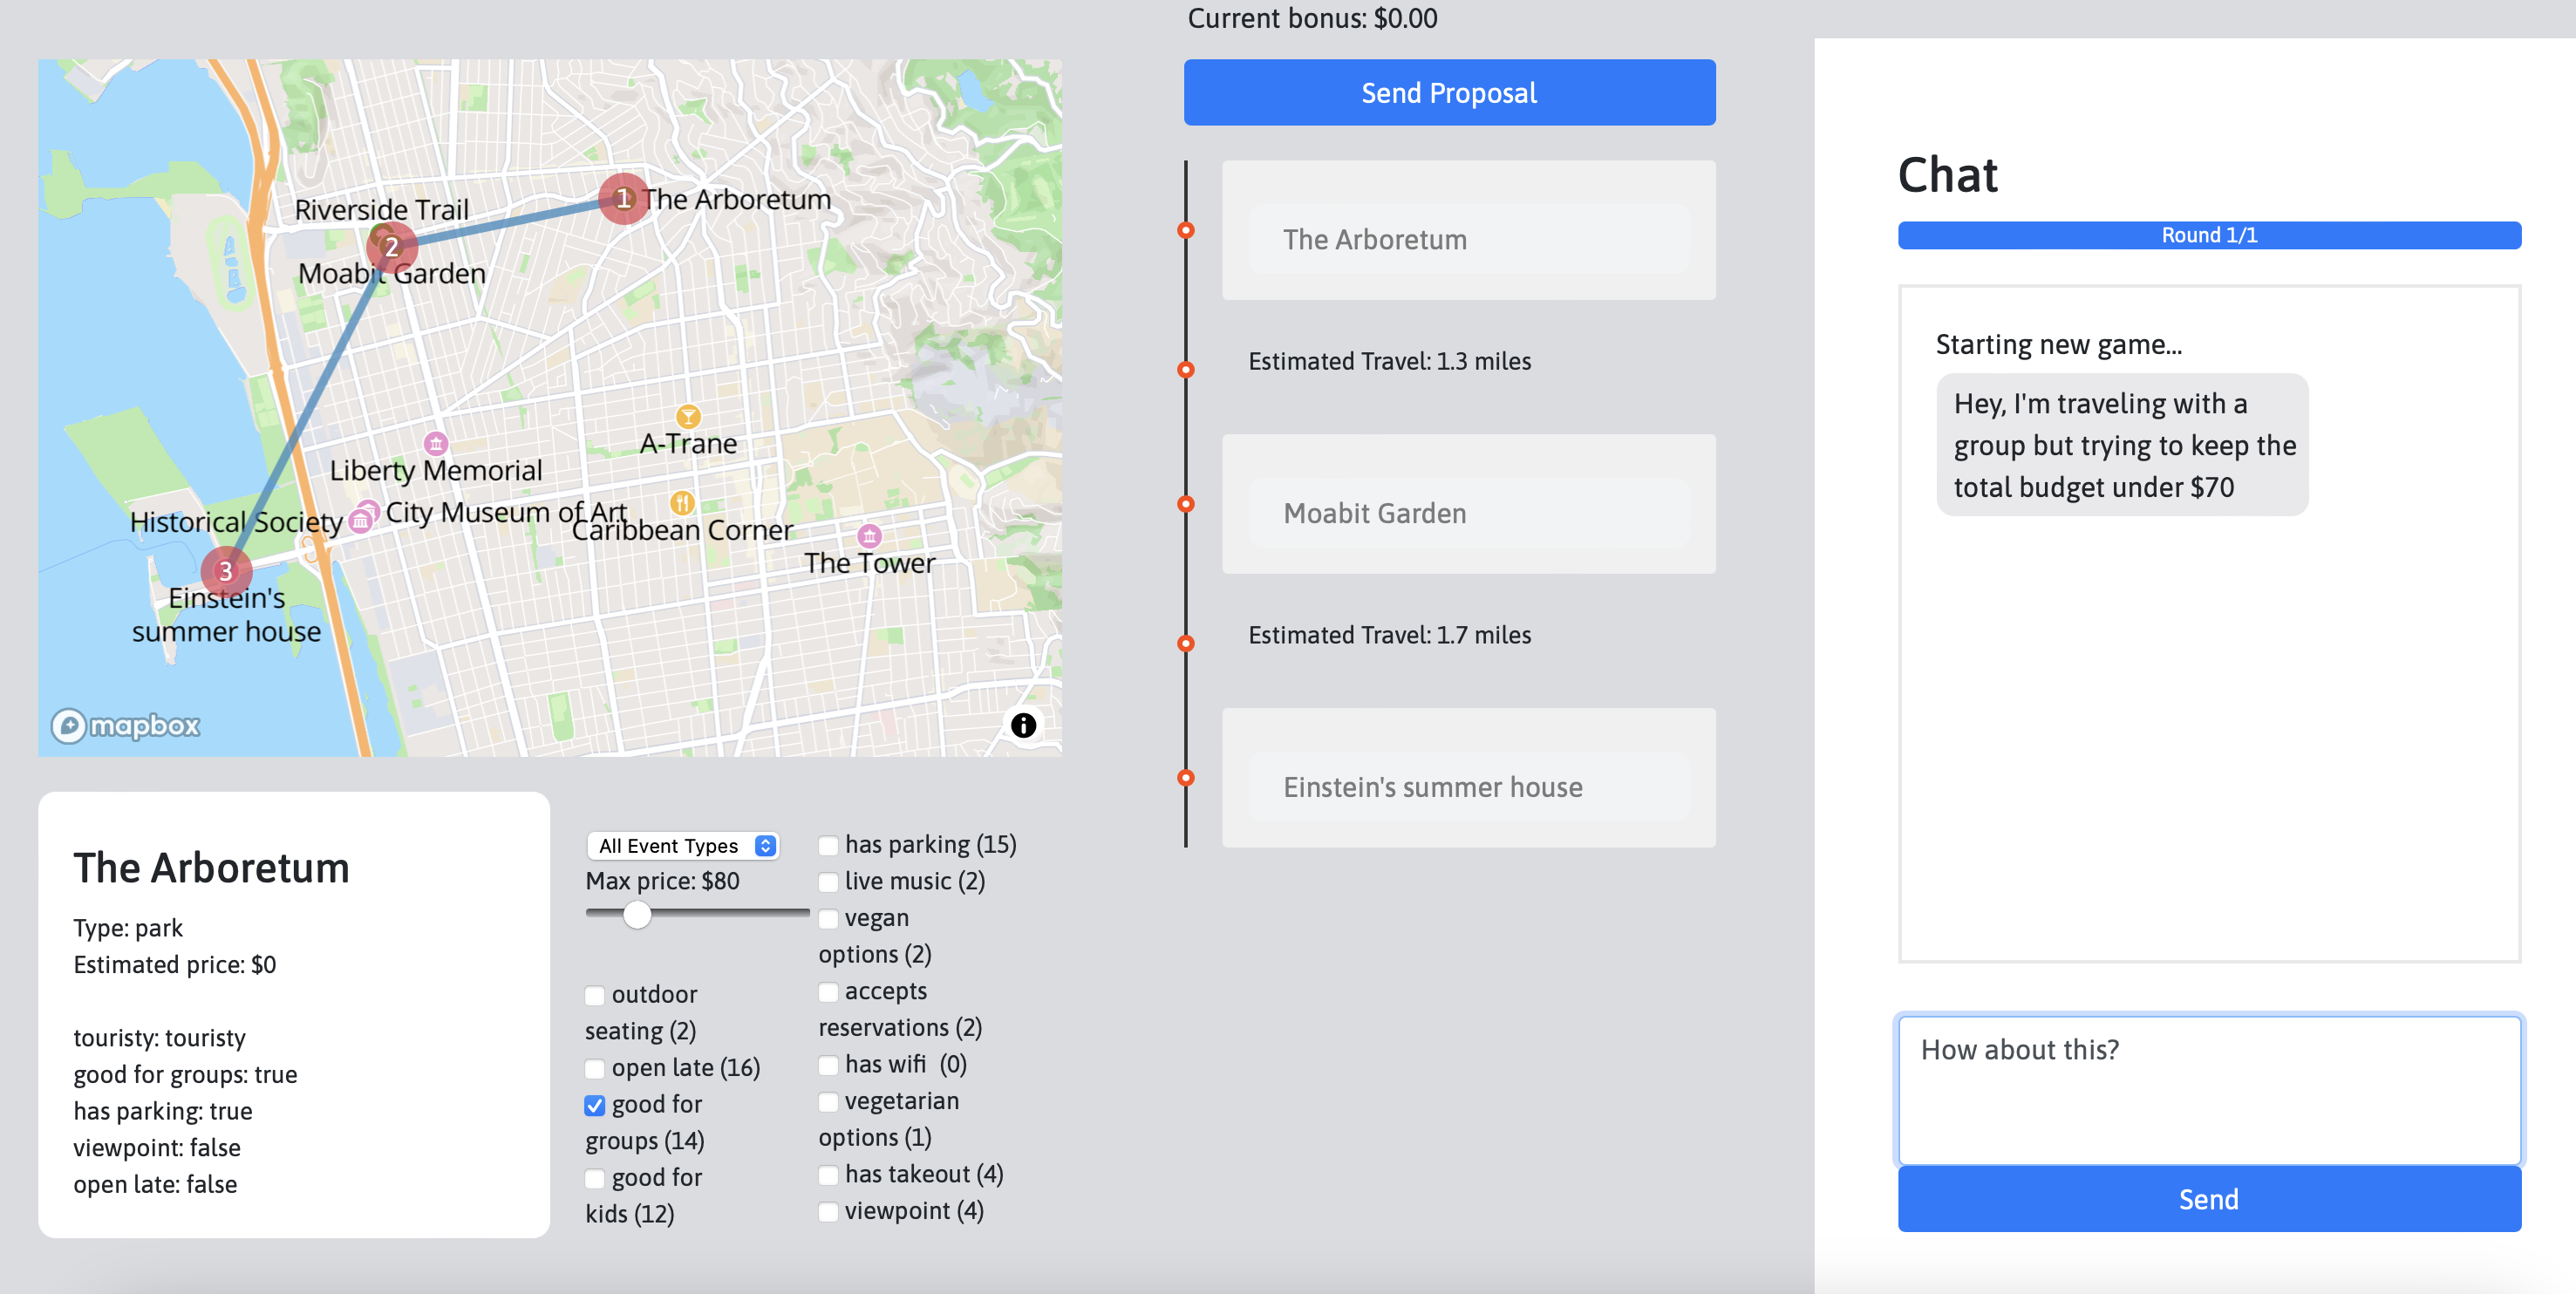 Current bonus: $0.00
Send Proposal
Riverside Trail
1
The Arboretum
2
Moabit Garden
A-Trane
Liberty Memorial
Historical Society
City Museum of Art
Caribbean Corner
The Tower
3
Einstein's
summer house
mapbox
i
The Arboretum
Estimated Travel: 1.3 miles
Moabit Garden
Estimated Travel: 1.7 miles
Einstein's summer house
The Arboretum
Type: park
Estimated price: $0
touristy: touristy
good for groups: true
has parking: true
viewpoint: false
open late: false
All Event Types
Max price: $80
outdoor
seating (2)
open late (16)
good for
groups (14)
good for
kids (12)
has parking (15)
live music (2)
vegan
options (2)
accepts
reservations (2)
has wifi (0)
vegetarian
options (1)
has takeout (4)
viewpoint (4)
Chat
Round 1/1
Starting new game...
Hey, I'm traveling with a
group but trying to keep the
total budget under $70
How about this?
Send